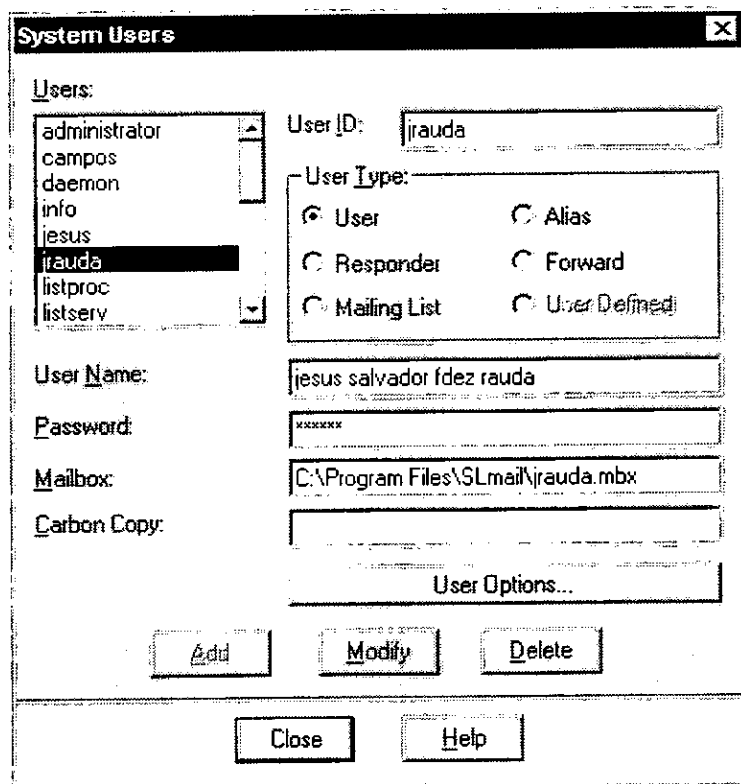 System Users
Users:
administrator
campos
daemon
info
jesus
jrauda
listproc
listserv
User ID:
jrauda
User Type:
User
Alias
Responder
Forward
Mailing List
User Defined
User Name:
jesus salvador fdez rauda
Password:
******
Mailbox:
C:\Program Files\SLmail\jrauda.mbx
Carbon Copy:
User Options...
Add
Modify
Delete
Close
Help